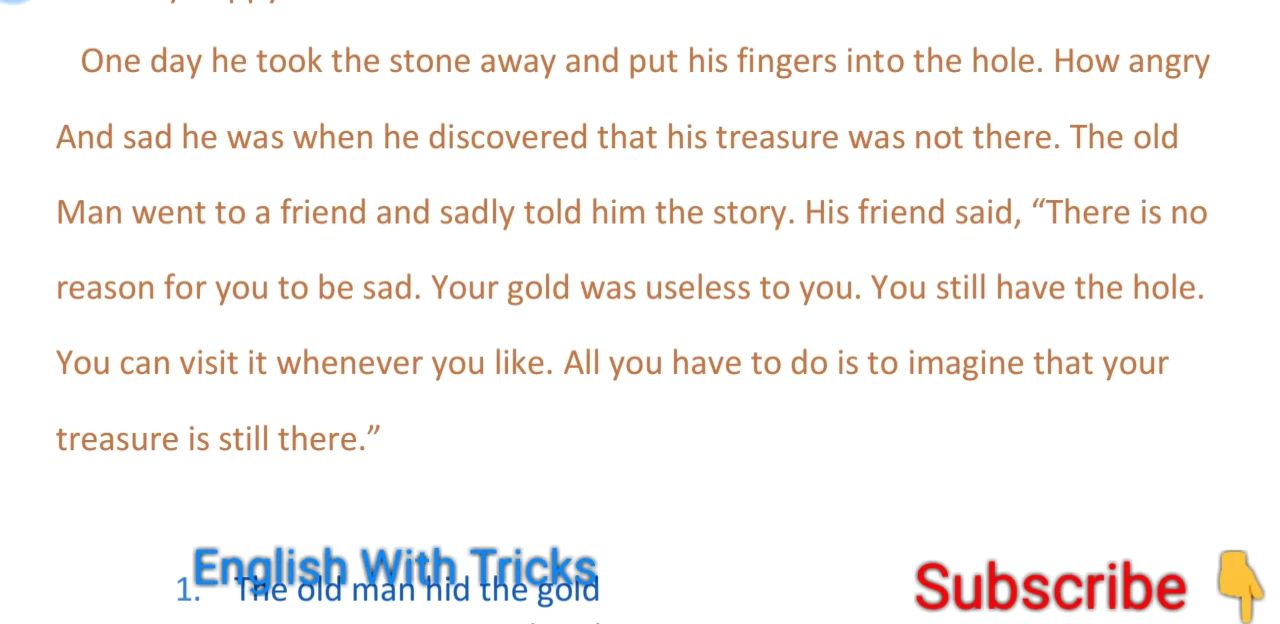 One day he took the stone away and put his fingers into the hole. How angry
And sad he was when he discovered that his treasure was not there. The old
Man went to a friend and sadly told him the story. His friend said, “There is no
reason for you to be sad. Your gold was useless to you. You still have the hole.
You can visit it whenever you like. All you have to do is to imagine that your
treasure is still there.”
English With Tricks
1. The old man hid the gold
Subscribe